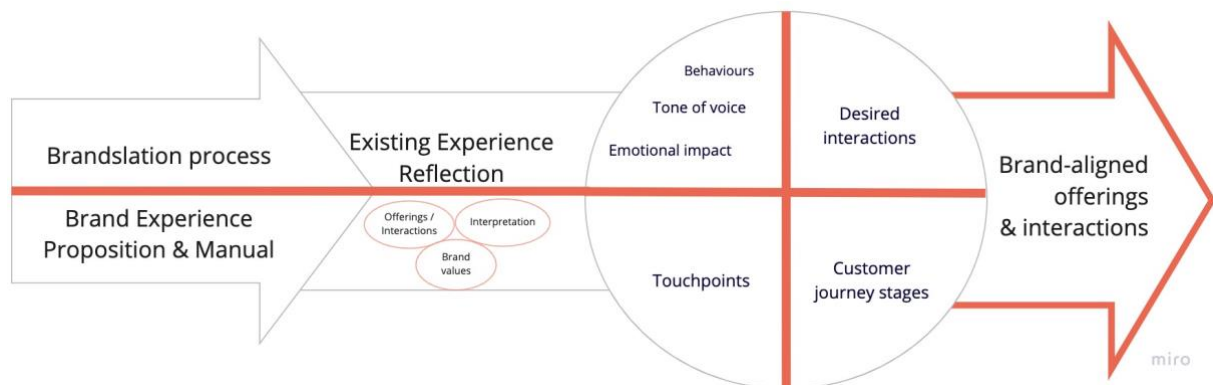 Brandslation process
Brand Experience
Proposition & Manual
Existing Experience
Reflection
Offerings /
Interactions
Interpretation
Brand
values
Behaviours
Tone of voice
Emotional impact
Desired
interactions
Touchpoints
Customer
journey stages
Brand-aligned
offerings
& interactions
miro